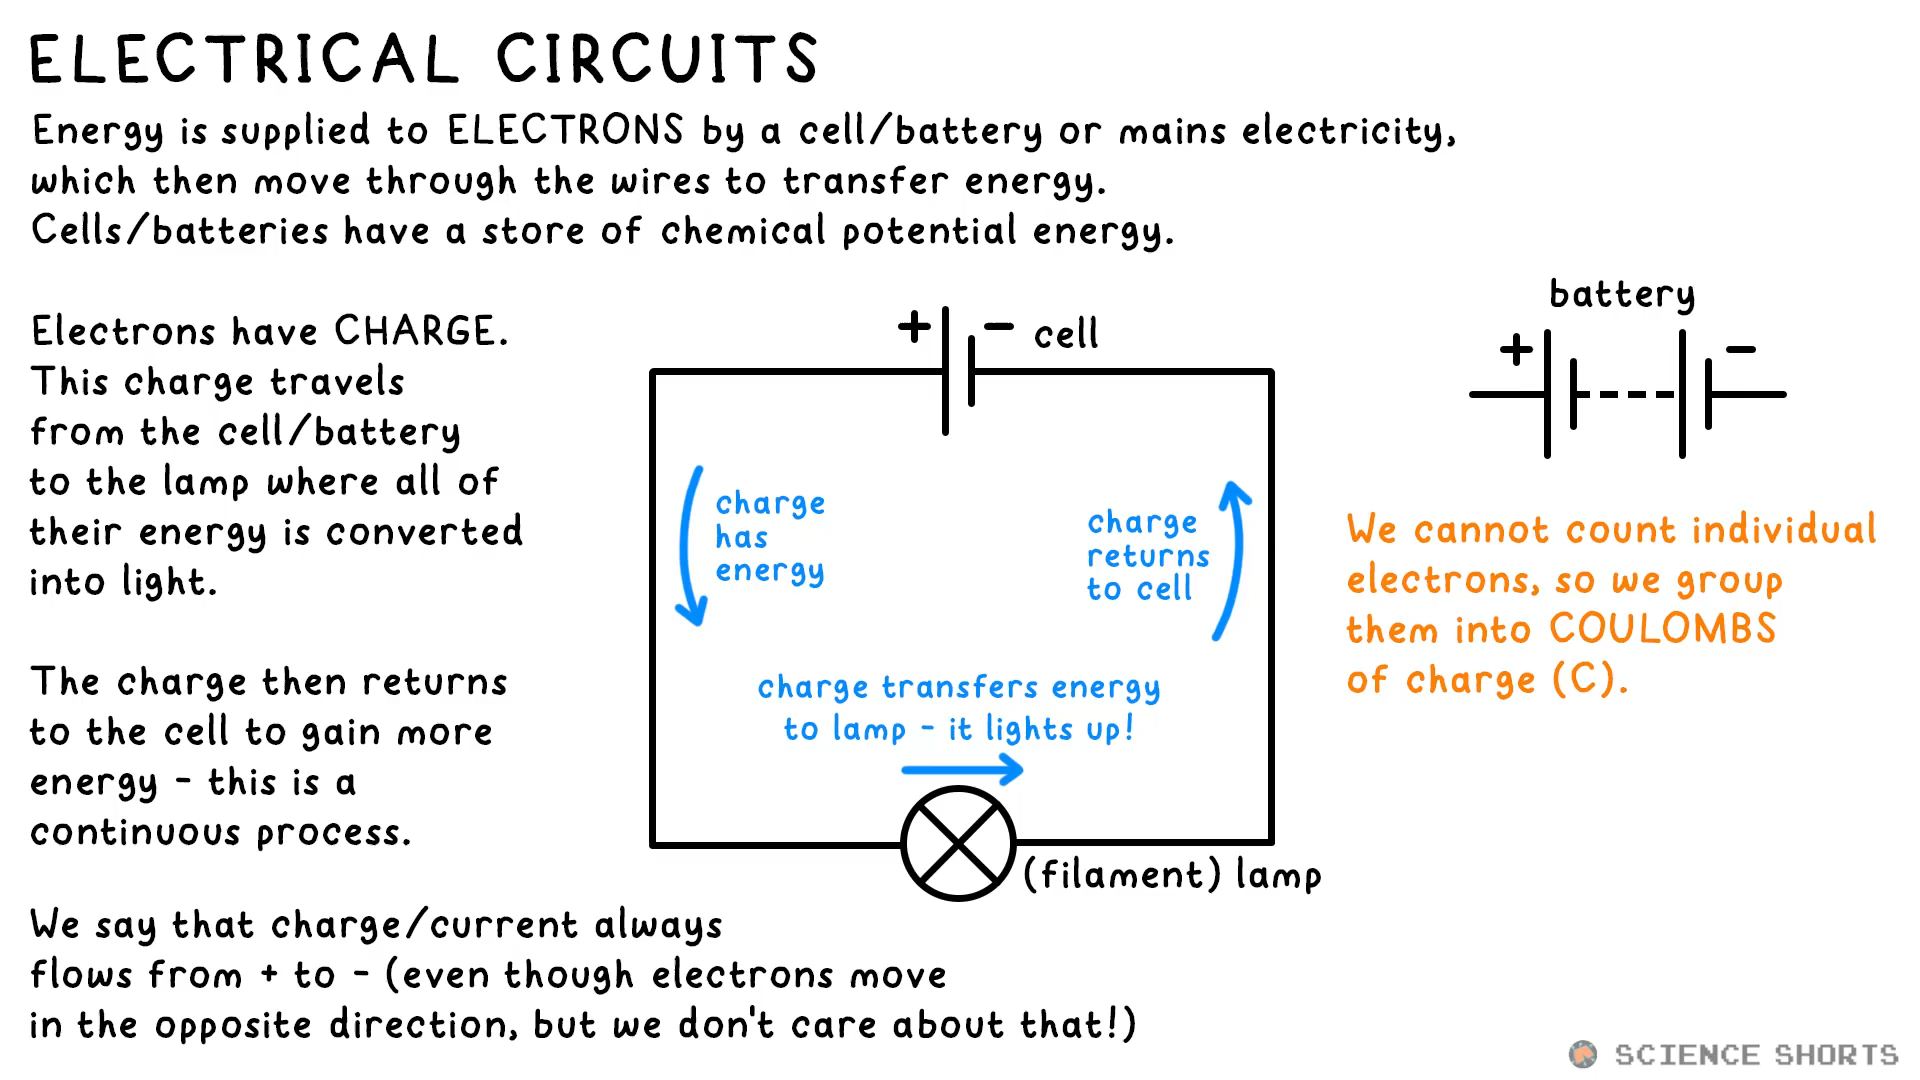 ELECTRICAL CIRCUITS
Energy is supplied to ELECTRONS by a cell/battery or mains electricity,
which then move through the wires to transfer energy.
Cells/batteries have a store of chemical potential energy.
Electrons have CHARGE.
This charge travels
from the cell/battery
to the lamp where all of
their energy is converted
into light.
The charge then returns
to the cell to gain more
energy - this is a
continuous process.
We say that charge/current always
flows from + to - (even though electrons move
in the opposite direction, but we don't care about that!)
+ - cell
charge
has
energy
charge
returns
to cell
charge transfers energy
to lamp - it lights up!
(filament) lamp
battery
+ -
We cannot count individual
electrons, so we group
them into COULOMBS
of charge (C).
SCIENCE SHORTS